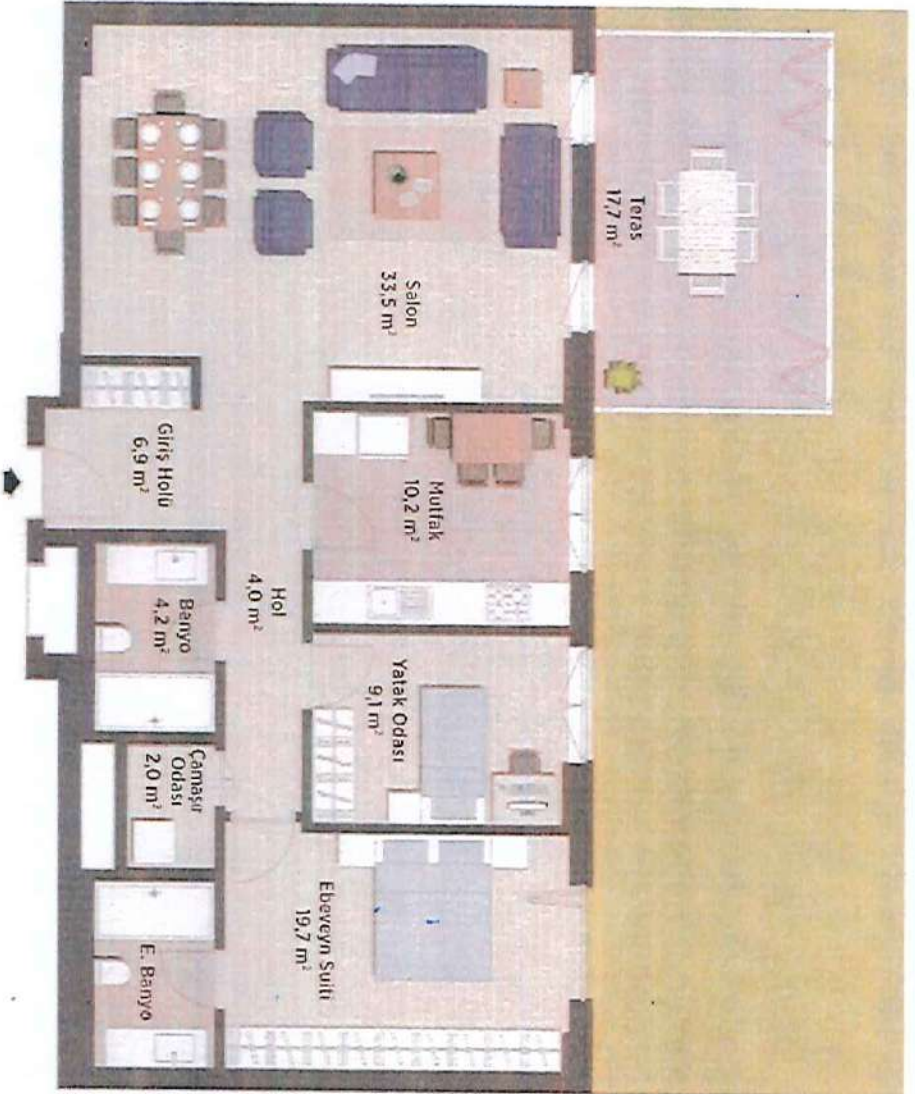 Teras
17,7 m²
Salon
33,5 m²
Mutfak
10,2 m²
Giriş Holü
6,9 m²
Hol
4,0 m²
Banyo
4,2 m²
Yatak Odası
9,1 m²
Çamaşır
Odası
2,0 m²
Ebeveyn Suiti
19,7 m²
E. Banyo